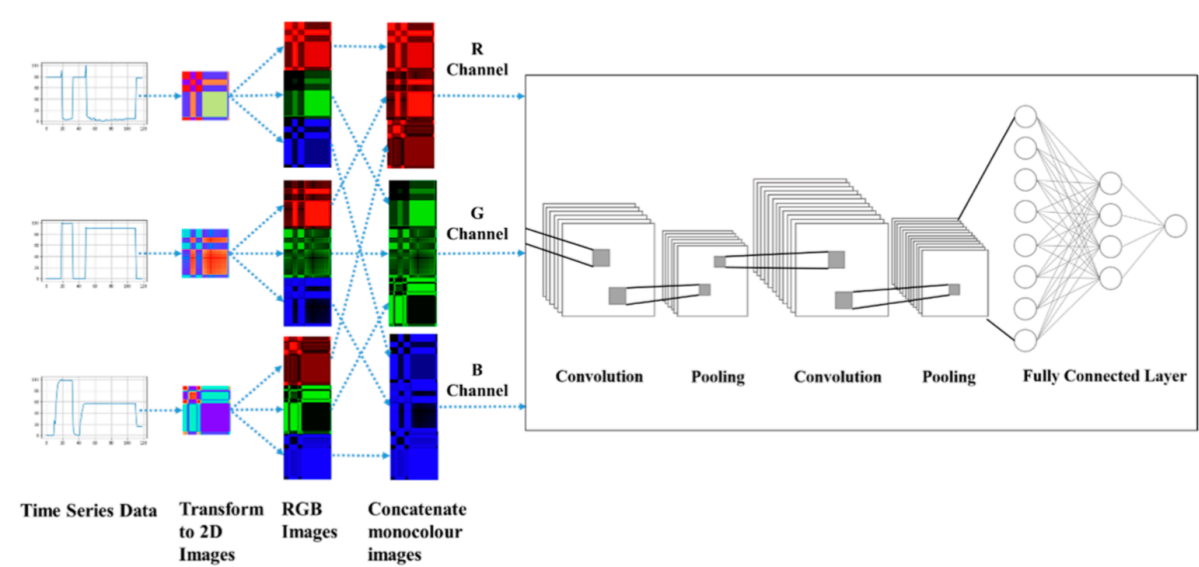 R
Channel
G
Channel
B
Channel
Convolution
Pooling
Convolution
Pooling
Fully Connected Layer
Time Series Data
Transform
to 2D
Images
RGB
Images
Concatenate
monocolour
images